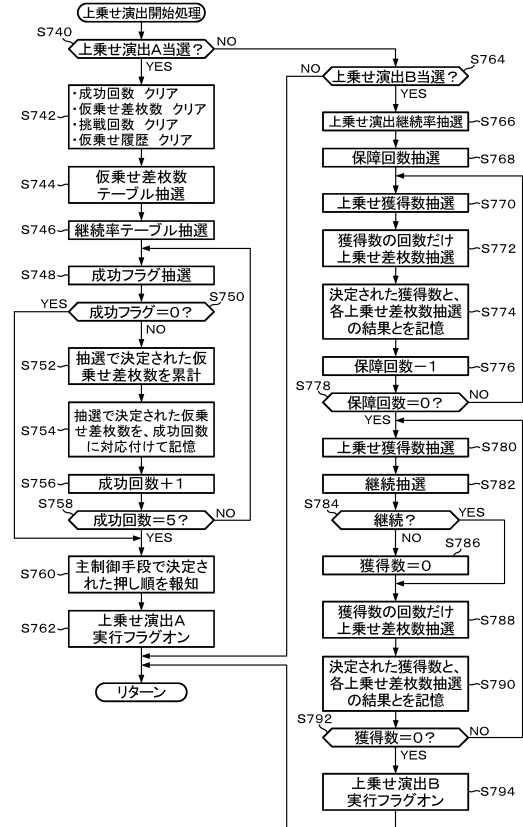 上乗せ演出開始処理
S740
上乗せ演出A当選？
NO
YES
・成功回数 クリア
・仮乗せ差枚数 クリア
・挑戦回数 クリア
・仮乗せ履歴 クリア
S742
仮乗せ差枚数
テーブル抽選
S744
継続率テーブル抽選
S746
成功フラグ抽選
S748
YES
S750
成功フラグ＝0？
NO
抽選で決定された仮
乗せ差枚数を累計
S752
抽選で決定された仮乗
せ差枚数を、成功回数
に対応付けて記憶
S754
成功回数＋1
S756
S758
成功回数＝5？
NO
YES
主制御手段で決定さ
れた押し順を報知
S760
上乗せ演出A
実行フラグオン
S762
リターン
S764
NO
上乗せ演出B当選？
YES
上乗せ演出継続率抽選
S766
保障回数抽選
S768
上乗せ獲得数抽選
S770
獲得数の回数だけ
上乗せ差枚数抽選
S772
決定された獲得数と、
各上乗せ差枚数抽選
の結果とを記憶
S774
保障回数－1
S776
S778
保障回数＝0？
NO
YES
上乗せ獲得数抽選
S780
継続抽選
S782
S784
継続？
YES
NO
S786
獲得数＝0
獲得数の回数だけ
上乗せ差枚数抽選
S788
決定された獲得数と、
各上乗せ差枚数抽選
の結果とを記憶
S790
S792
獲得数＝0？
NO
YES
上乗せ演出B
実行フラグオン
S794